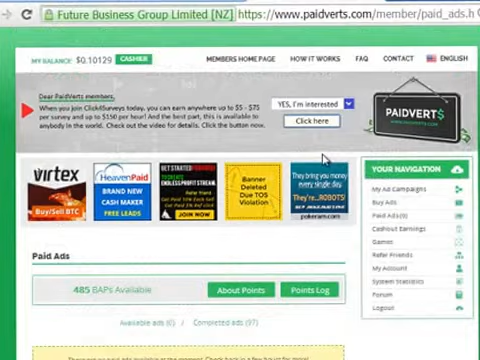 Future Business Group Limited [NZ] https://www.paidverts.com/member/paid_ads.h
MY BALANCE $0.10129 CASHIER MEMBERS HOME PAGE HOW IT WORKS FAQ CONTACT ENGLISH
Dear PaidVerts members,
When you join Click4Surveys today, you can earn anywhere up to $5 - $75
per survey and up to $150 per hour! And the best part, this is available to
anybody in the world. Check out the video for details. Click the button now.
YES, I'm interested
Click here
PAIDVERT$
virtex
Buy/Sell BTC
HeavenPaid
BRAND NEW
CASH MAKER
FREE LEADS
GET STARTED
ENDLESS PROFIT STREAM
JOIN NOW
Banner
Deleted
Due TOS
Violation
They bring you money
every single day.
They're...ROBOTS!
YOUR NAVIGATION
My Ad Campaigns
Buy Ads
Paid Ads(0)
Cashout Earnings
Games
Refer Friends
My Account
System Statistics
Forum
Logout
Paid Ads
485 BAPs Available About Points Points Log
Available ads (0) / Completed ads (97)